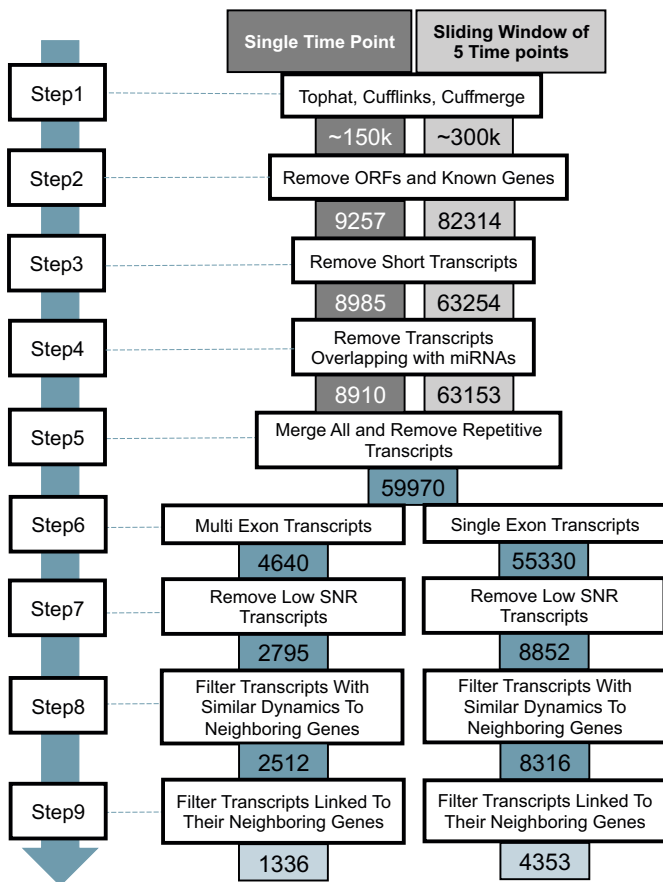 Single Time Point
Sliding Window of
5 Time points
Step1
Tophat, Cufflinks, Cuffmerge
~150k
~300k
Step2
Remove ORFs and Known Genes
9257
82314
Step3
Remove Short Transcripts
8985
63254
Step4
Remove Transcripts
Overlapping with miRNAs
8910
63153
Step5
Merge All and Remove Repetitive
Transcripts
59970
Step6
Multi Exon Transcripts
Single Exon Transcripts
4640
55330
Step7
Remove Low SNR
Transcripts
Remove Low SNR
Transcripts
2795
8852
Step8
Filter Transcripts With
Similar Dynamics To
Neighboring Genes
Filter Transcripts With
Similar Dynamics To
Neighboring Genes
2512
8316
Step9
Filter Transcripts Linked To
Their Neighboring Genes
Filter Transcripts Linked To
Their Neighboring Genes
1336
4353